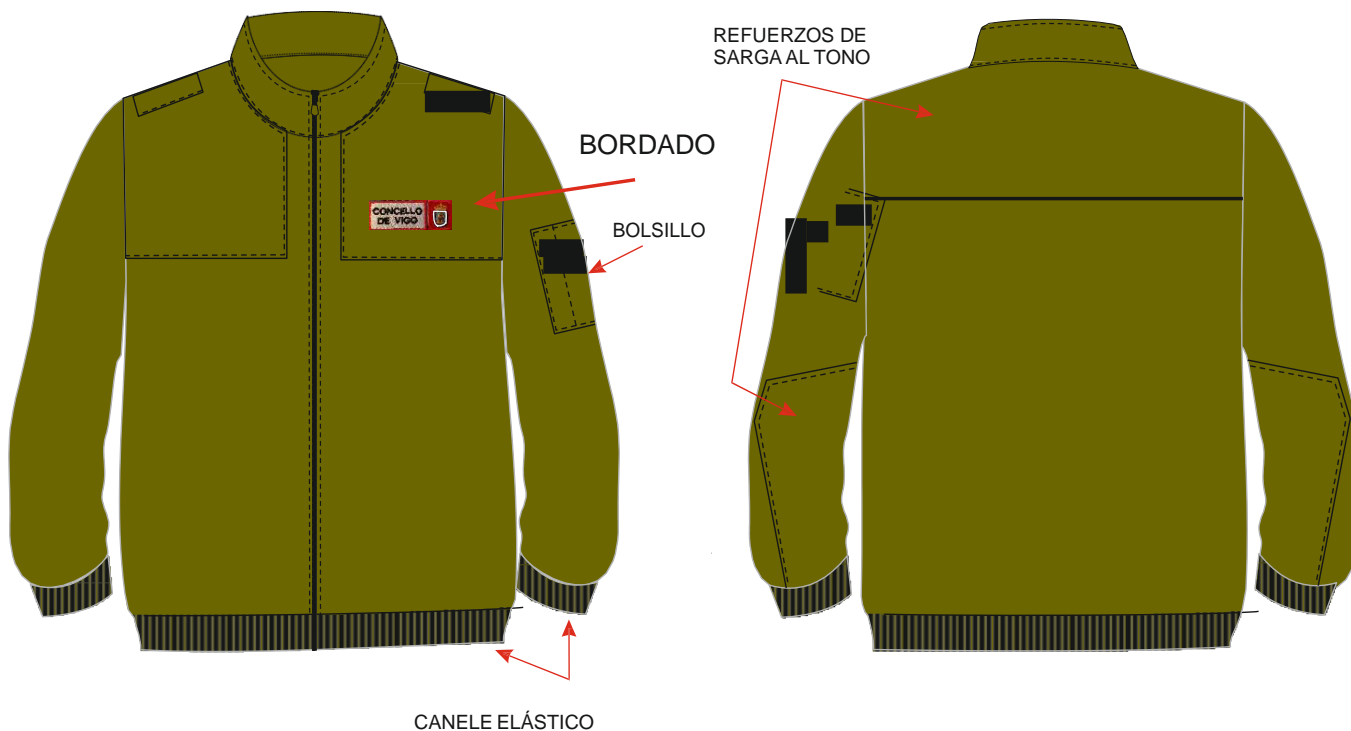 REFUERZOS DE
SARGA AL TONO
BORDADO
CONCELLO
DE VIGO
BOLSILLO
CANELE ELÁSTICO